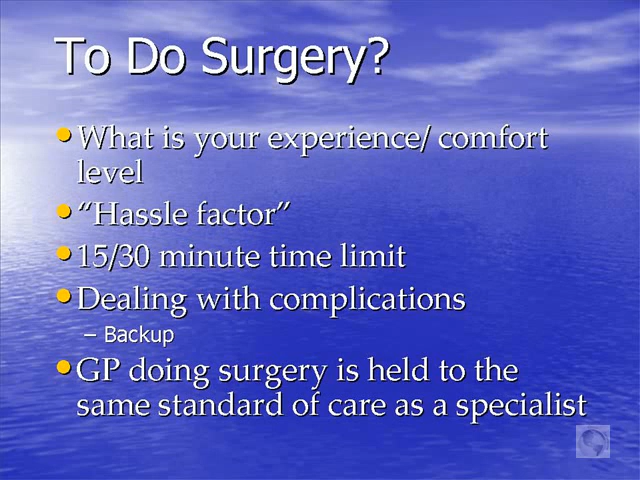 To Do Surgery?
• What is your experience/ comfort
level
• “Hassle factor”
• 15/30 minute time limit
• Dealing with complications
– Backup
• GP doing surgery is held to the
same standard of care as a specialist